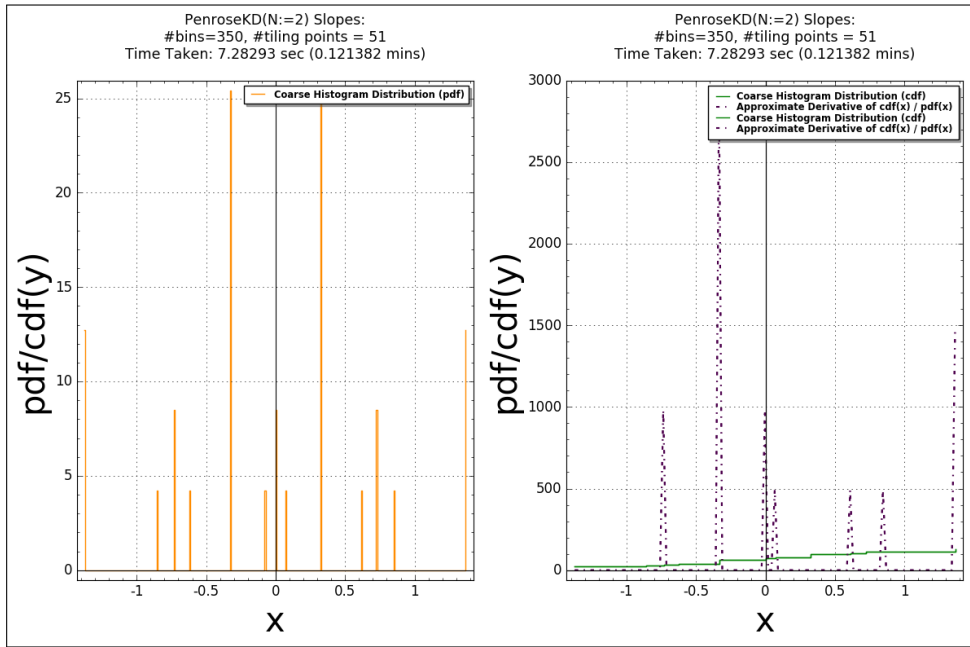 PenroseKD(N:=2) Slopes:
#bins=350, #tiling points = 51
Time Taken: 7.28293 sec (0.121382 mins)
Coarse Histogram Distribution (pdf)
25
20
15
10
5
0
-1
-0.5
0
0.5
1
pdf/cdf(y)
x
PenroseKD(N:=2) Slopes:
#bins=350, #tiling points = 51
Time Taken: 7.28293 sec (0.121382 mins)
Coarse Histogram Distribution (cdf)
Approximate Derivative of cdf(x) / pdf(x)
Coarse Histogram Distribution (cdf)
Approximate Derivative of cdf(x) / pdf(x)
3000
2500
2000
1500
1000
500
0
-1
-0.5
0
0.5
1
pdf/cdf(y)
x